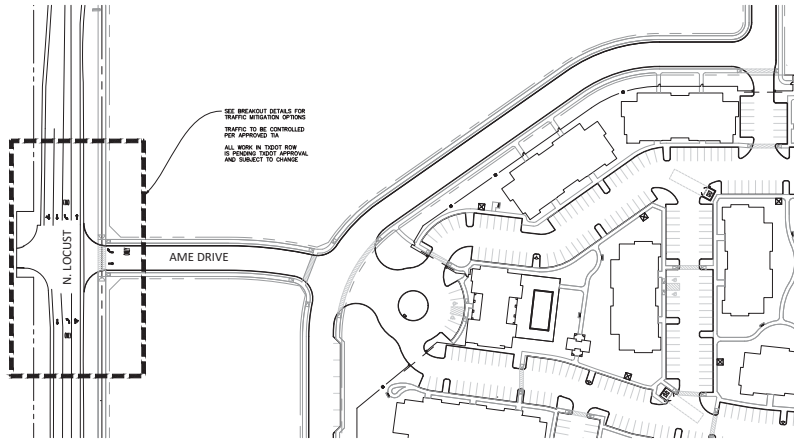 SEE BREAKOUT DETAILS FOR
TRAFFIC MITIGATION OPTIONS
TRAFFIC TO BE CONTROLLED
PER APPROVED TIA
ALL WORK IN TXDOT ROW
IS PENDING TXDOT APPROVAL
AND SUBJECT TO CHANGE
N. LOCUST
AME DRIVE